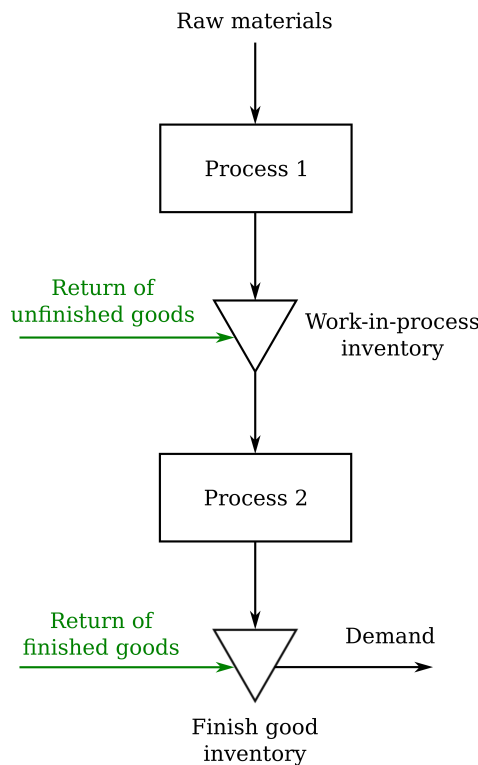 Raw materials
Process 1
Return of
unfinished goods
Work-in-process
inventory
Process 2
Return of
finished goods
Demand
Finish good
inventory